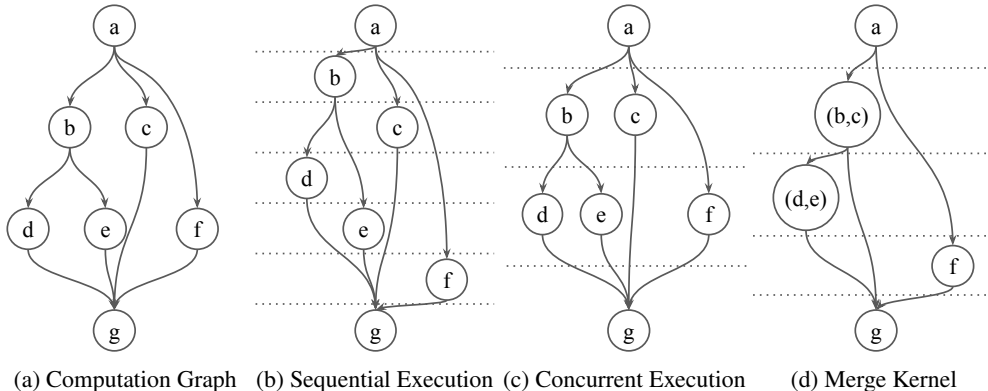 a
b
c
d
e
f
g
(a) Computation Graph
a
b
c
d
e
f
g
(b) Sequential Execution
a
b
c
d
e
f
g
(c) Concurrent Execution
a
(b,c)
(d,e)
f
g
(d) Merge Kernel